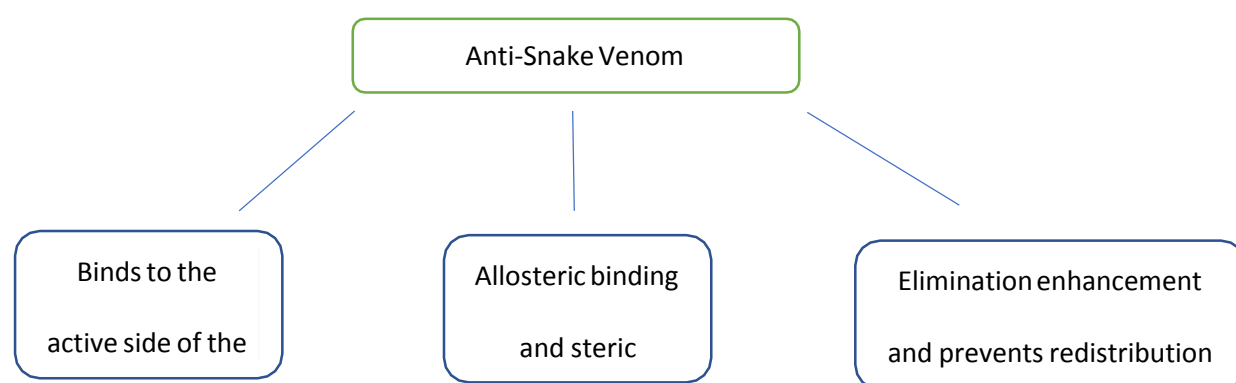 Anti-Snake Venom
Binds to the
active side of the
Allosteric binding
and steric
Elimination enhancement
and prevents redistribution